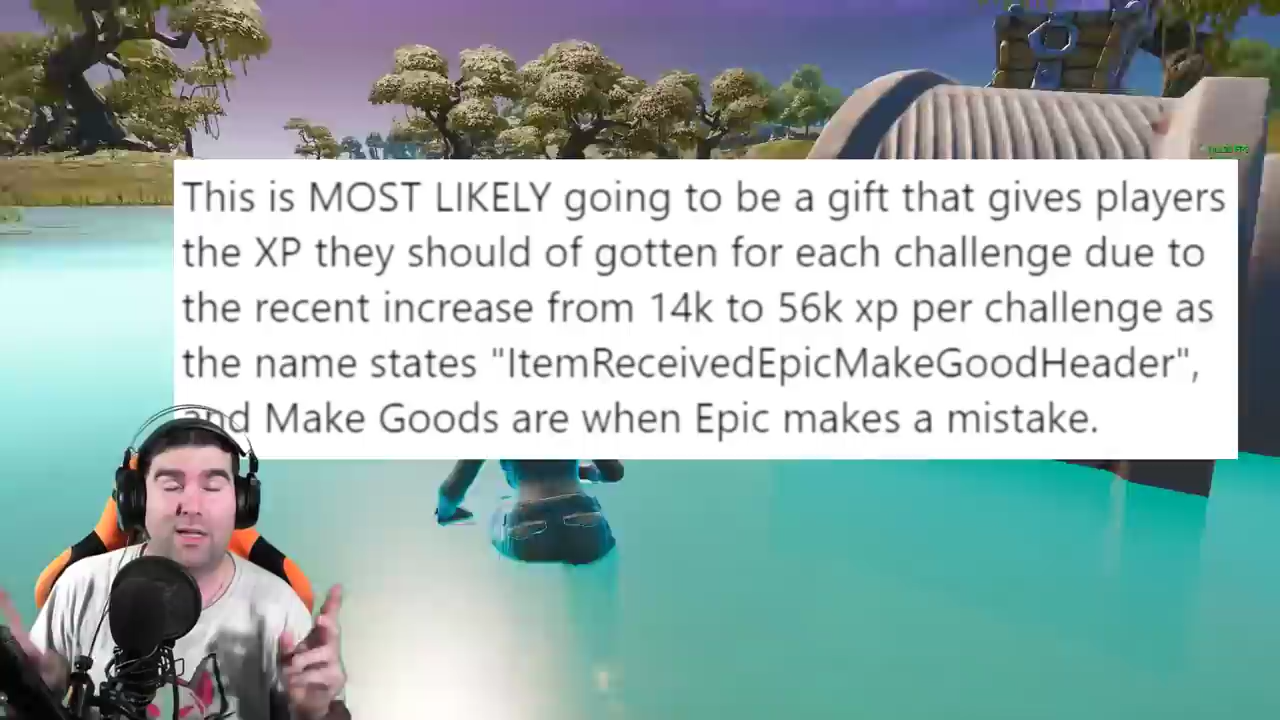 This is MOST LIKELY going to be a gift that gives players
the XP they should of gotten for each challenge due to
the recent increase from 14k to 56k xp per challenge as
the name states "ItemReceivedEpicMakeGoodHeader",
and Make Goods are when Epic makes a mistake.